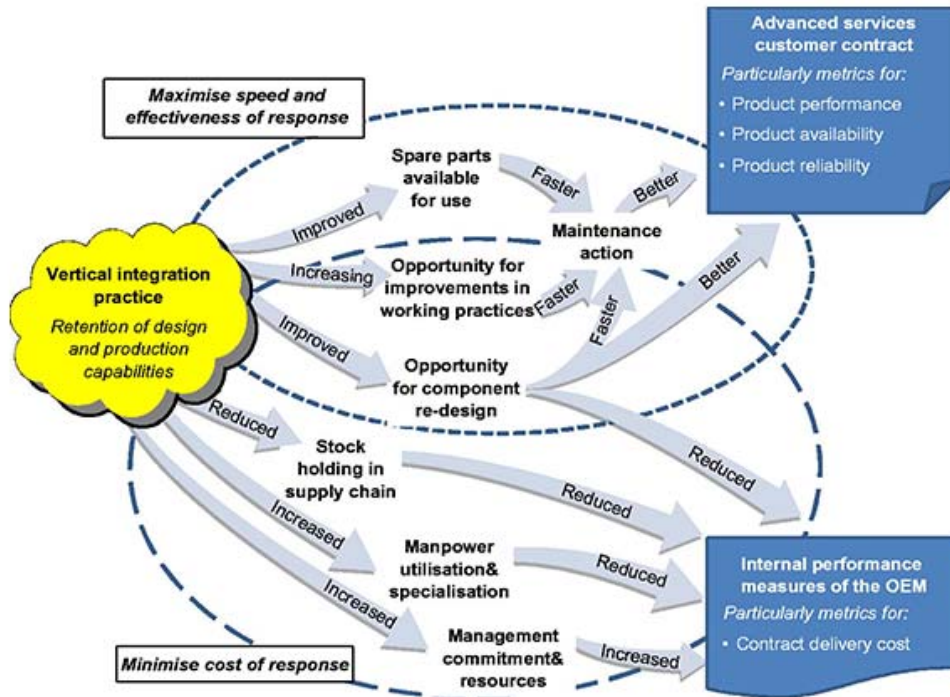 Advanced services
customer contract
Particularly metrics for:
• Product performance
• Product availability
• Product reliability
Maximise speed and
effectiveness of response
Spare parts
available
for use
Faster
Better
Improved
Maintenance
action
Vertical integration
practice
Retention of design
and production
capabilities
Increasing
Opportunity for
improvements in
working practices
Faster
Faster
Better
Improved
Opportunity
for component
re-design
Reduced
Stock
holding in
supply chain
Reduced
Reduced
Increased
Manpower
utilisation&
specialisation
Reduced
Increased
Management
commitment&
resources
Increased
Internal performance
measures of the OEM
Particularly metrics for:
• Contract delivery cost
Minimise cost of response